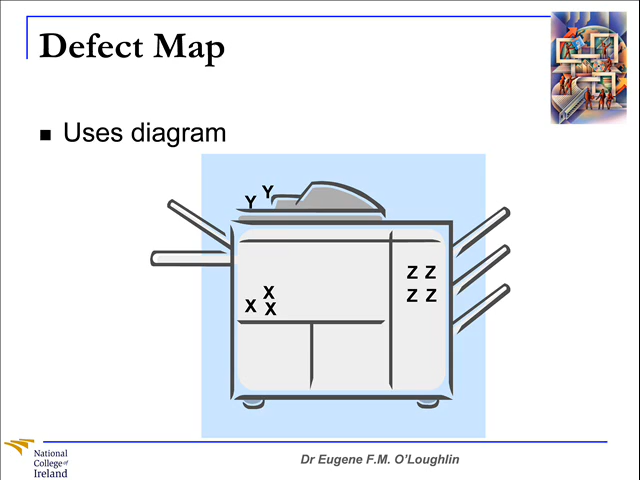 Defect Map
Uses diagram
Y
Y
Z Z
Z Z
X
X X
National
College of
Ireland
Dr Eugene F.M. O'Loughlin